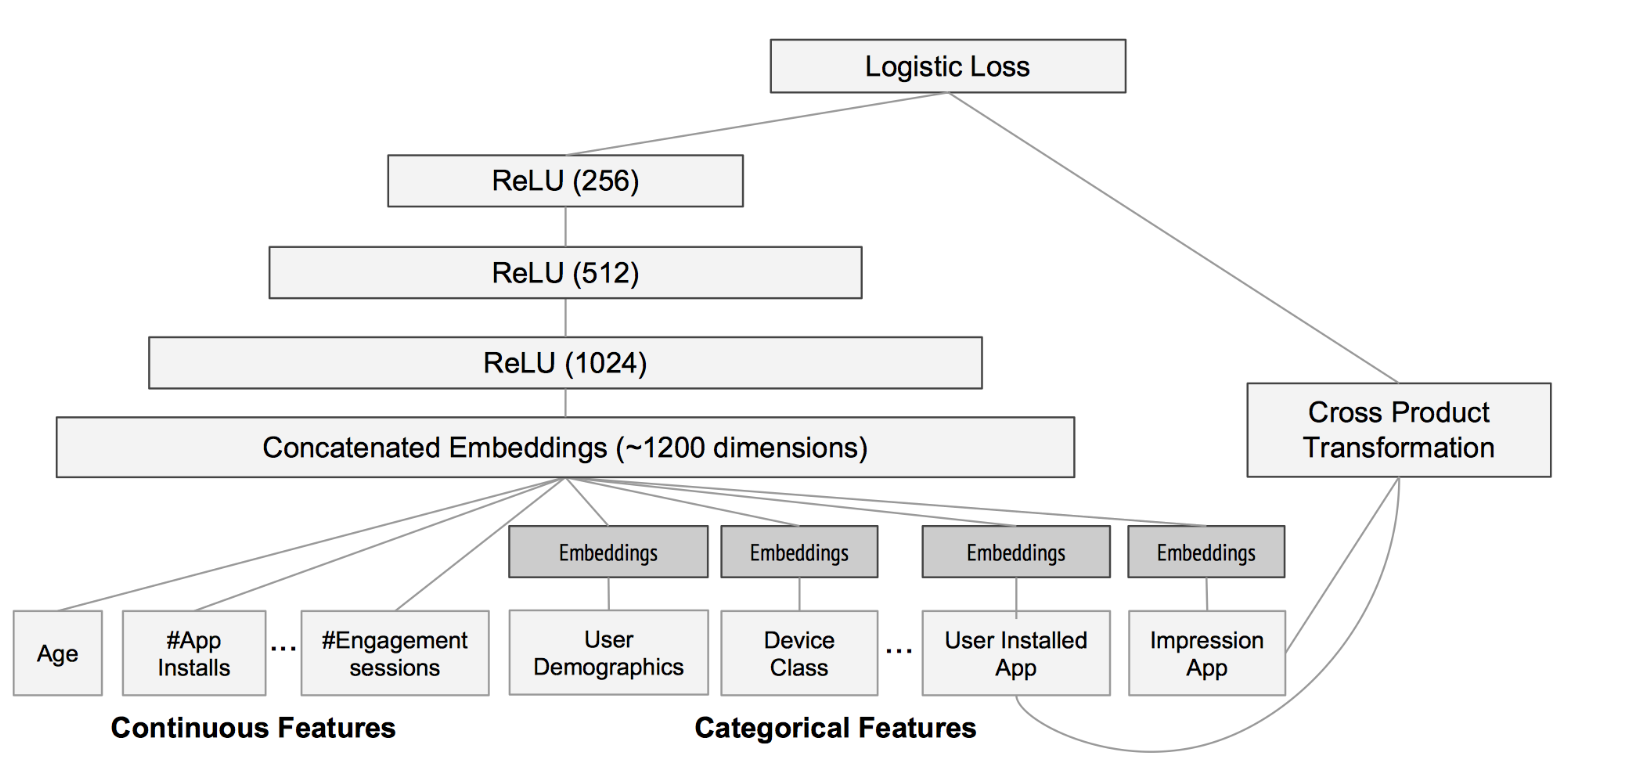 Logistic Loss
ReLU (256)
ReLU (512)
ReLU (1024)
Concatenated Embeddings (~1200 dimensions)
Cross Product
Transformation
Embeddings
Embeddings
Embeddings
Embeddings
Age
#App
Installs
...
#Engagement
sessions
User
Demographics
Device
Class
...
User Installed
App
Impression
App
Continuous Features
Categorical Features